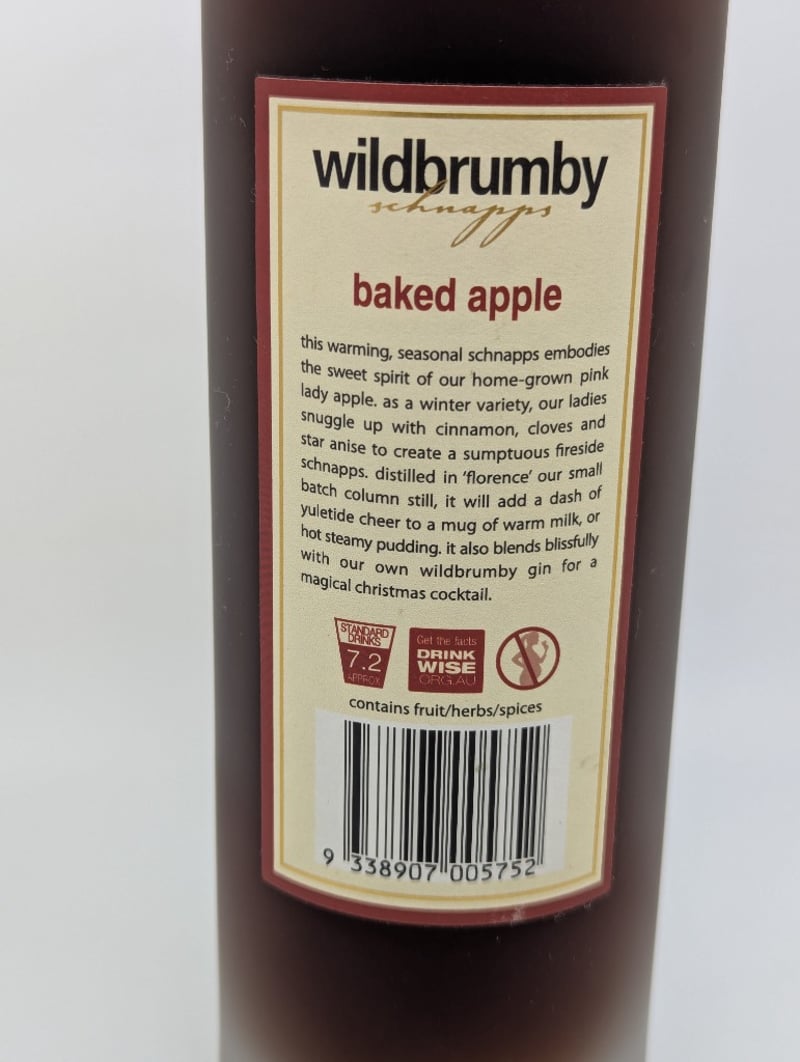 wildbrumby
schnapps
baked apple
this warming, seasonal schnapps embodies
the sweet spirit of our home-grown pink
lady apple. as a winter variety, our ladies
snuggle up with cinnamon, cloves and
star anise to create a sumptuous fireside
schnapps. distilled in 'florence' our small
batch column still, it will add a dash of
yuletide cheer to a mug of warm milk, or
hot steamy pudding. it also blends blissfully
with our own wildbrumby gin for a
magical christmas cocktail.
STANDARD
DRINKS
7.2
APPROX
Get the facts
DRINK
WISE
ORG.AU
contains fruit/herbs/spices
9 338907 005752